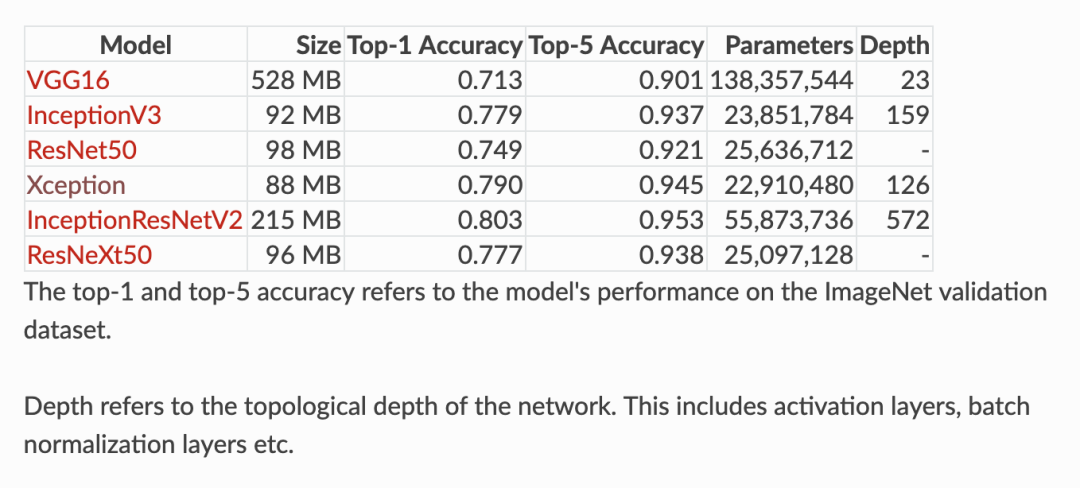 Model Size Top-1 Accuracy Top-5 Accuracy Parameters Depth
VGG16 528 MB 0.713 0.901 138,357,544 23
InceptionV3 92 MB 0.779 0.937 23,851,784 159
ResNet50 98 MB 0.749 0.921 25,636,712 -
Xception 88 MB 0.790 0.945 22,910,480 126
InceptionResNetV2 215 MB 0.803 0.953 55,873,736 572
ResNeXt50 96 MB 0.777 0.938 25,097,128 -
The top-1 and top-5 accuracy refers to the model's performance on the ImageNet validation
dataset.
Depth refers to the topological depth of the network. This includes activation layers, batch
normalization layers etc.